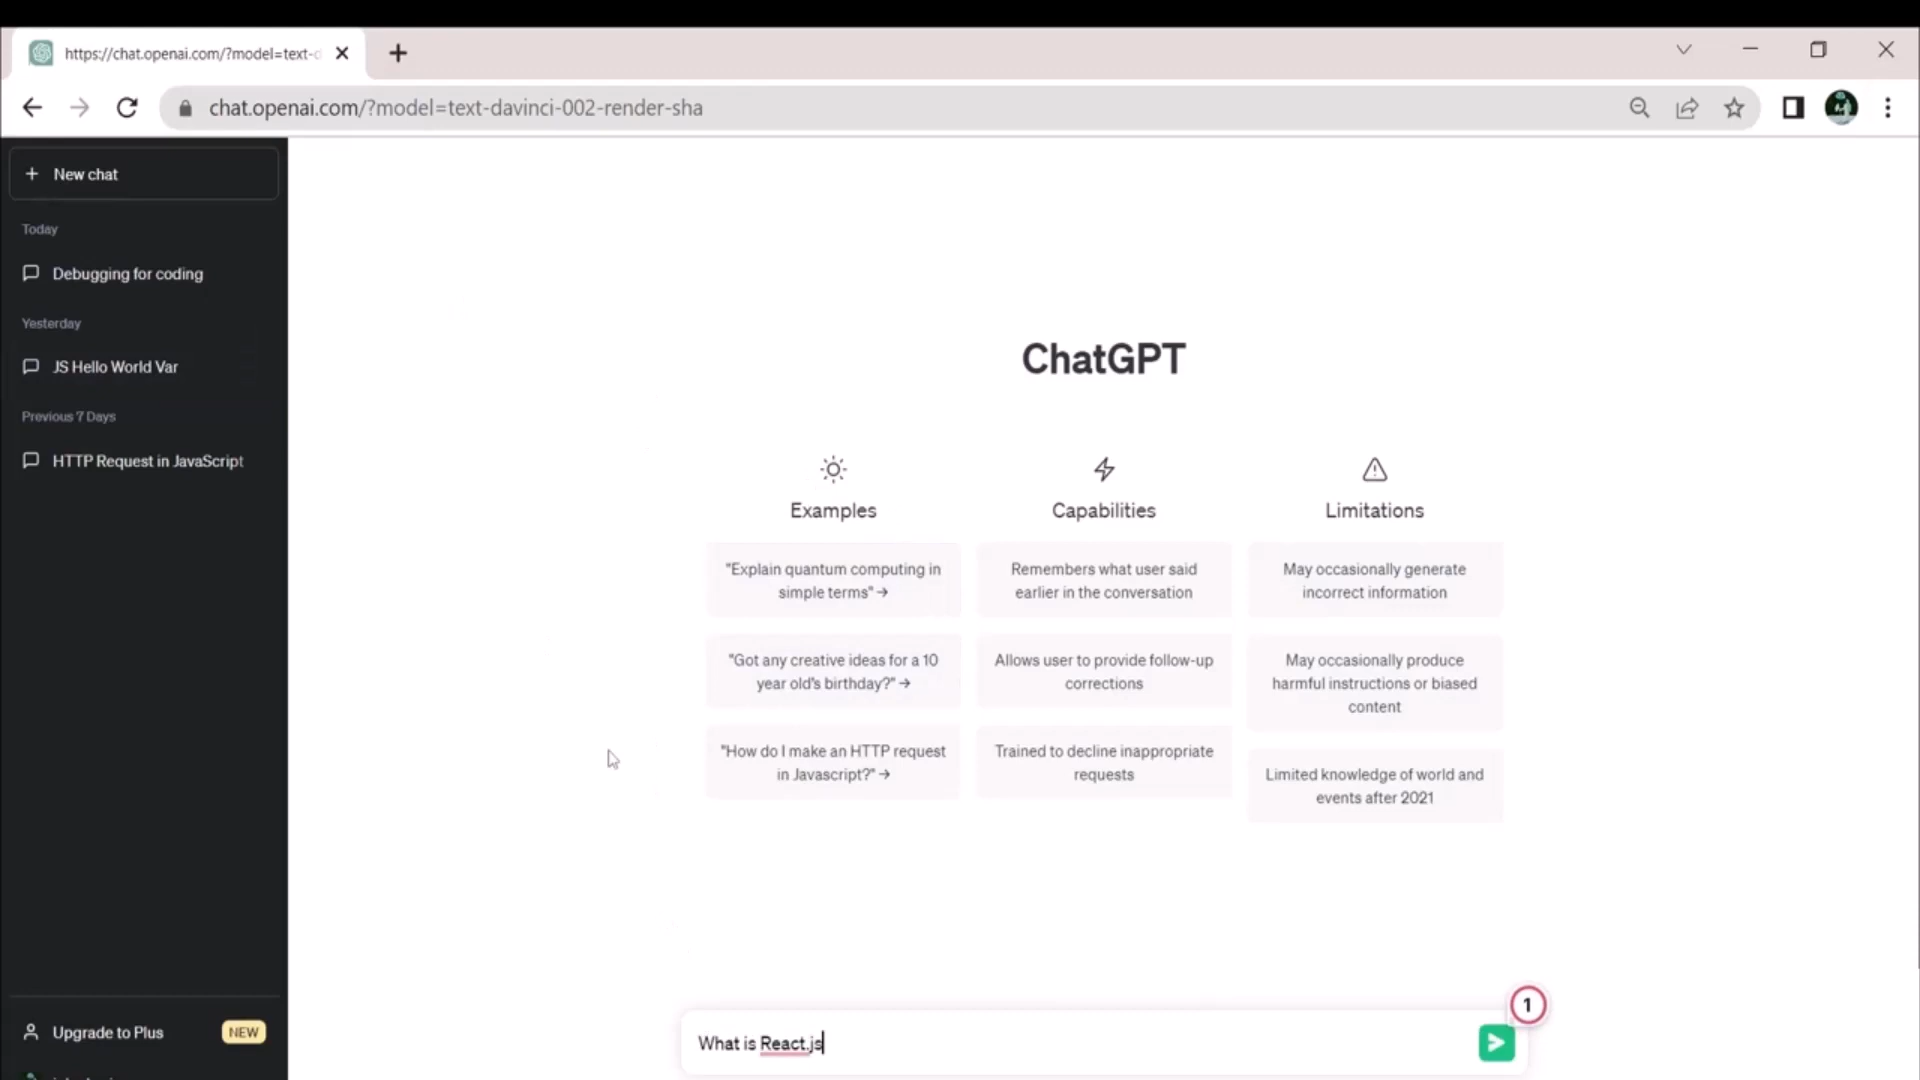 https://chat.openai.com/?model=text-d
chat.openai.com/?model=text-davinci-002-render-sha
New chat
Today
Debugging for coding
Yesterday
JS Hello World Var
Previous 7 Days
HTTP Request in JavaScript
Upgrade to Plus
NEW
ChatGPT
Examples
"Explain quantum computing in
simple terms" →
"Got any creative ideas for a 10
year old's birthday?" →
"How do I make an HTTP request
in Javascript?" →
Capabilities
Remembers what user said
earlier in the conversation
Allows user to provide follow-up
corrections
Trained to decline inappropriate
requests
Limitations
May occasionally generate
incorrect information
May occasionally produce
harmful instructions or biased
content
Limited knowledge of world and
events after 2021
What is React.js
1